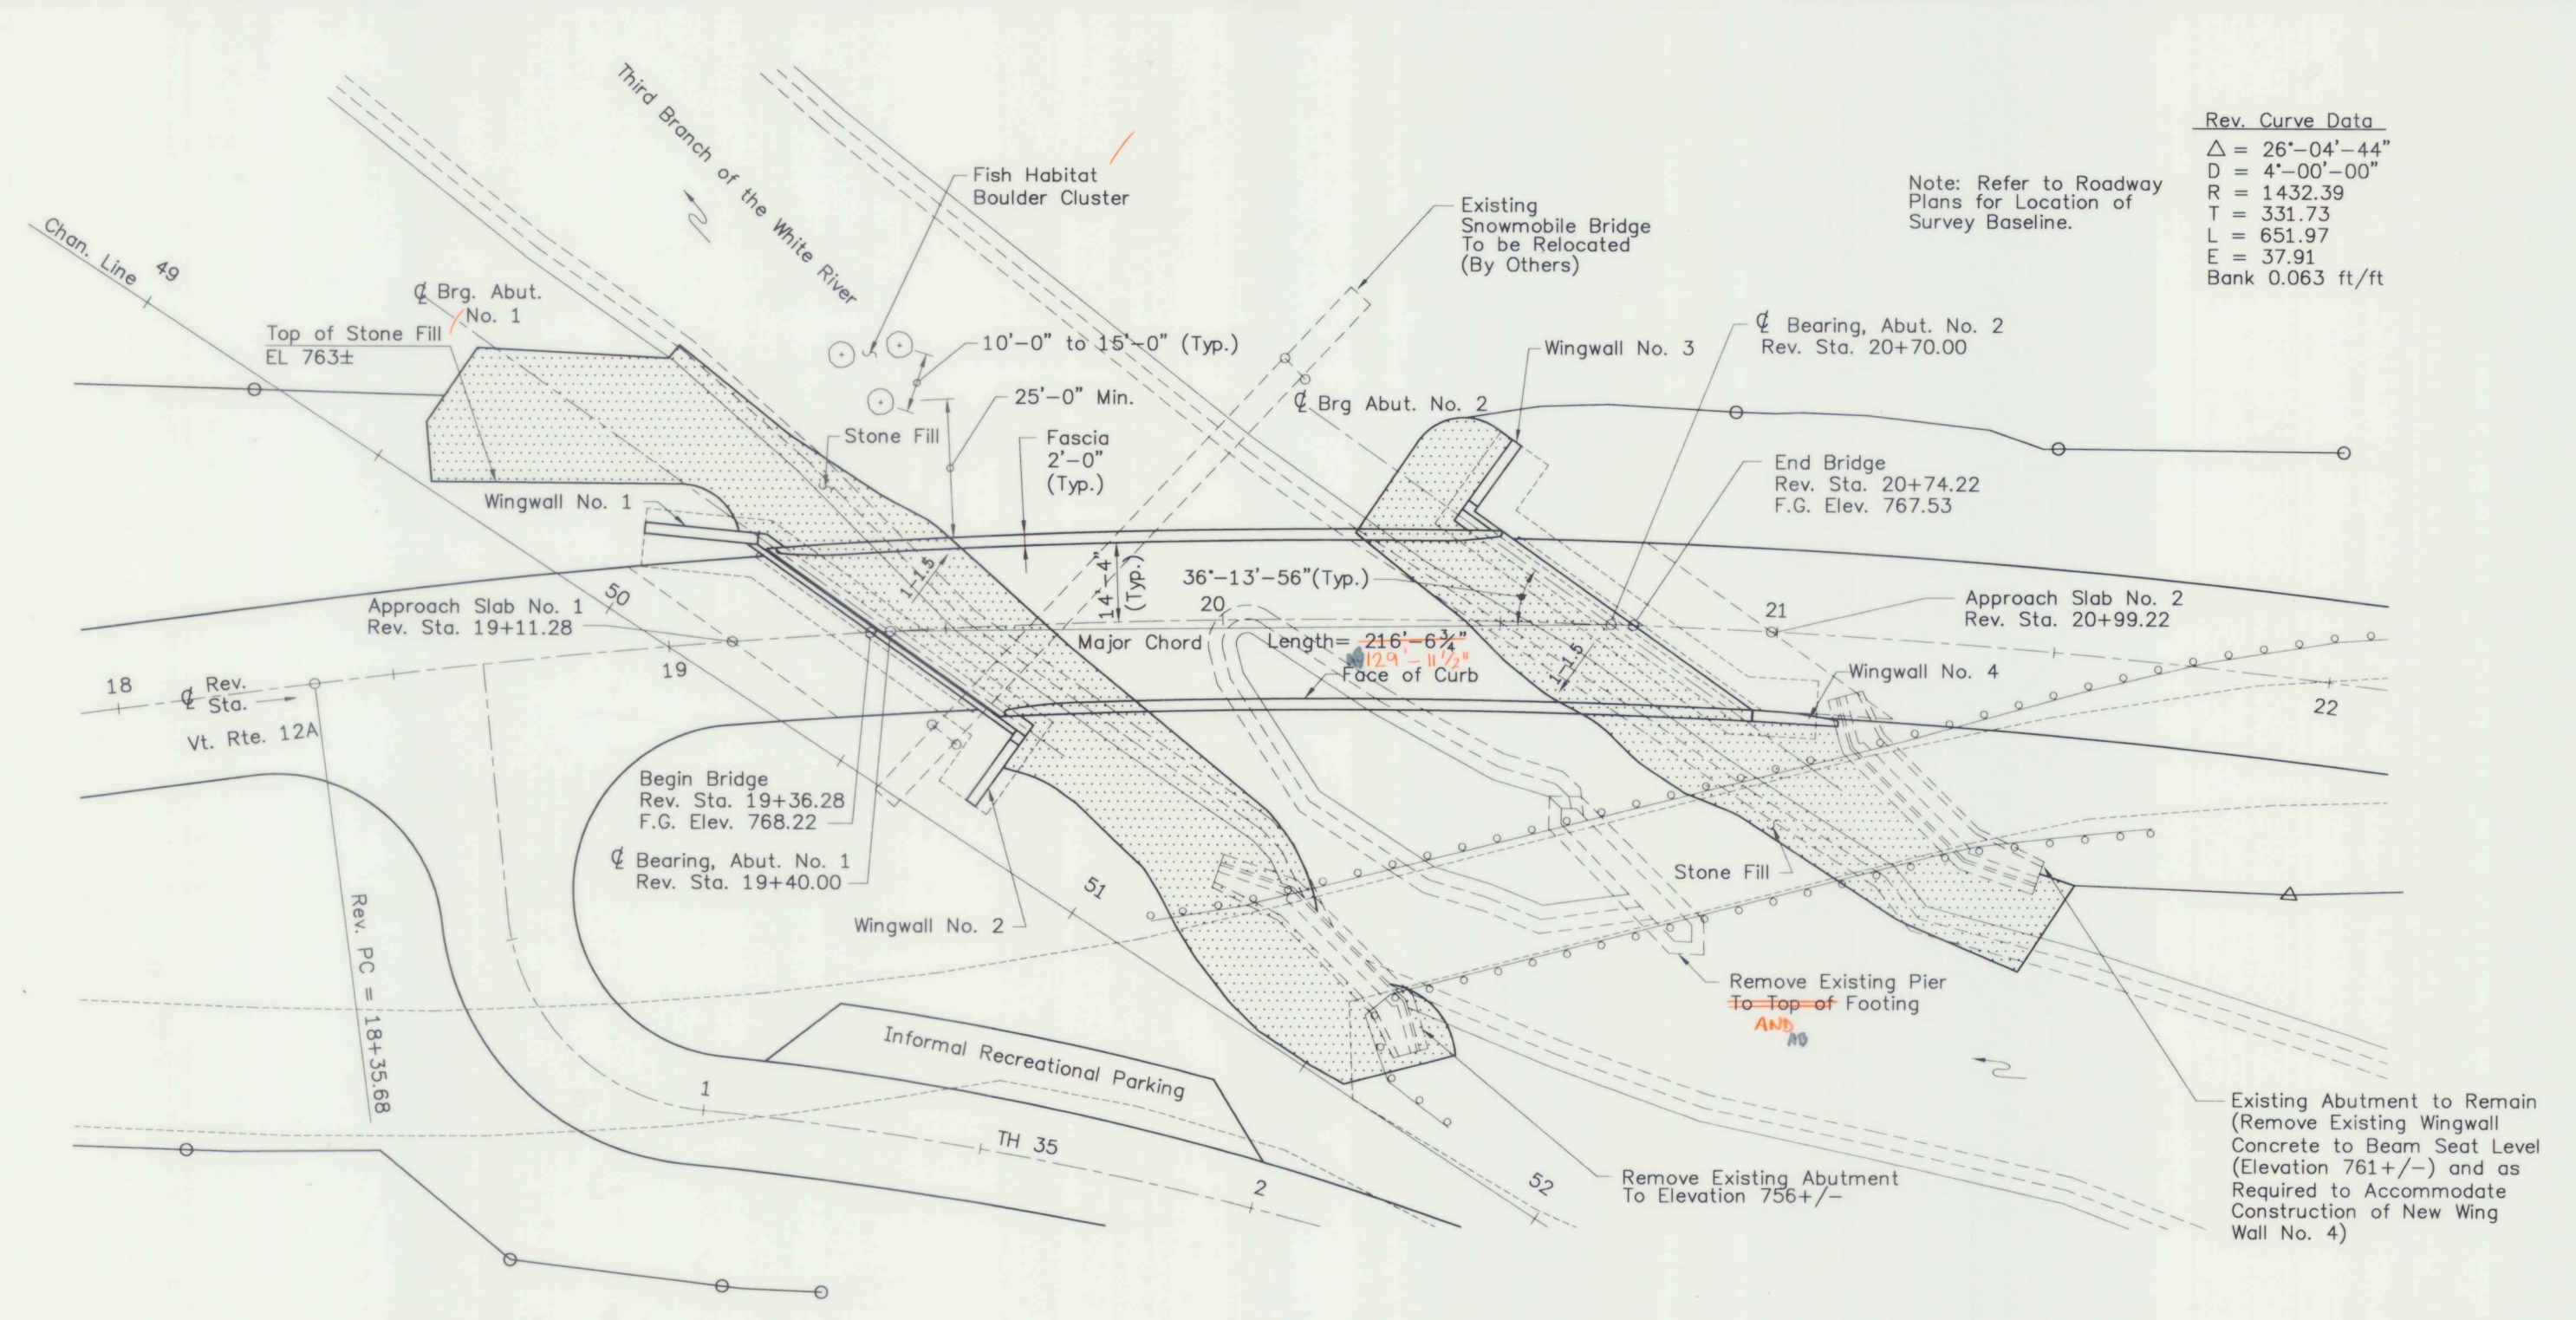 Third Branch of the White River
Fish Habitat
Boulder Cluster
Existing
Snowmobile Bridge
To be Relocated
(By Others)
Note: Refer to Roadway
Plans for Location of
Survey Baseline.
Rev. Curve Data
△ = 26°-04'-44"
D = 4°-00'-00"
R = 1432.39
T = 331.73
L = 651.97
E = 37.91
Bank 0.063 ft/ft
Chan. Line
49
℄ Brg. Abut.
No. 1
Top of Stone Fill
EL 763±
10'-0" to 15'-0" (Typ.)
25'-0" Min.
Stone Fill
Fascia
2'-0"
(Typ.)
℄ Brg Abut. No. 2
Wingwall No. 3
℄ Bearing, Abut. No. 2
Rev. Sta. 20+70.00
End Bridge
Rev. Sta. 20+74.22
F.G. Elev. 767.53
Wingwall No. 1
1-1.5
14'-4"
(Typ.)
36°-13'-56"(Typ.)
20
50
Approach Slab No. 1
Rev. Sta. 19+11.28
21
Approach Slab No. 2
Rev. Sta. 20+99.22
Major Chord Length= 216'-6¾"
129'-11½"
Face of Curb
1-1.5
Wingwall No. 4
18
℄ Rev.
Sta.
Vt. Rte. 12A
19
22
Begin Bridge
Rev. Sta. 19+36.28
F.G. Elev. 768.22
℄ Bearing, Abut. No. 1
Rev. Sta. 19+40.00
Wingwall No. 2
51
Stone Fill
Rev. PC = 18+35.68
Remove Existing Pier
To Top of Footing
AND
Informal Recreational Parking
1
TH 35
2
52
Remove Existing Abutment
To Elevation 756+/-
Existing Abutment to Remain
(Remove Existing Wingwall
Concrete to Beam Seat Level
(Elevation 761+/-) and as
Required to Accommodate
Construction of New Wing
Wall No. 4)